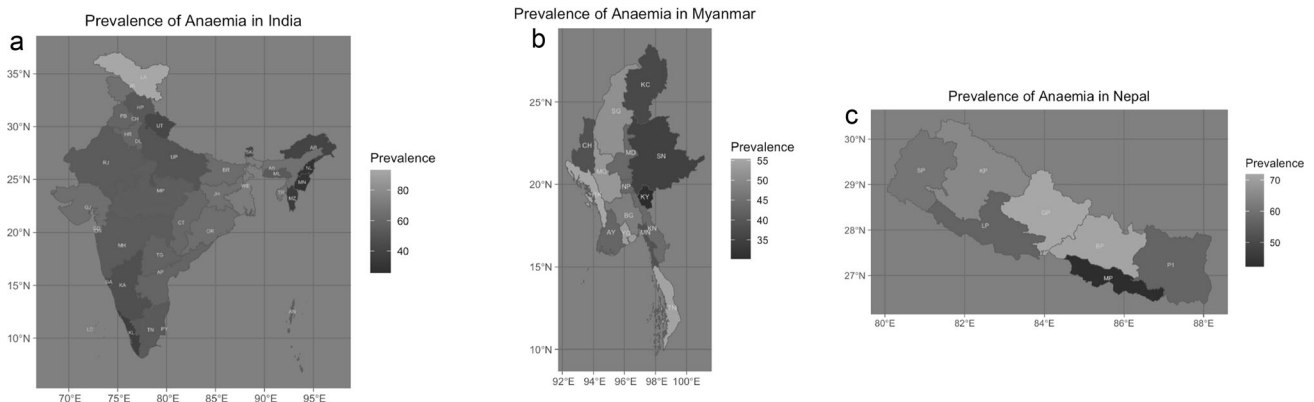 Prevalence of Anaemia in India
a
35°N
30°N
25°N
20°N
15°N
10°N
70°E 75°E 80°E 85°E 90°E 95°E
LA
HP
PB
CH
UT
HR
DL
RJ
UP
AR
BR
AS
ML
NL
MN
MZ
MP
JH
WB
GJ
CT
OR
MH
TG
AP
GA
KA
AN
LD
KL
TN
PY
Prevalence
80
60
40
Prevalence of Anaemia in Myanmar
b
25°N
20°N
15°N
10°N
92°E 94°E 96°E 98°E 100°E
KC
SG
CH
MD
SN
MG
NP
KY
BG
AY
YG
MN
KN
Prevalence
55
50
45
40
35
Prevalence of Anaemia in Nepal
c
30°N
29°N
28°N
27°N
80°E 82°E 84°E 86°E 88°E
SP
KP
GP
LP
BP
MP
P1
Prevalence
70
60
50